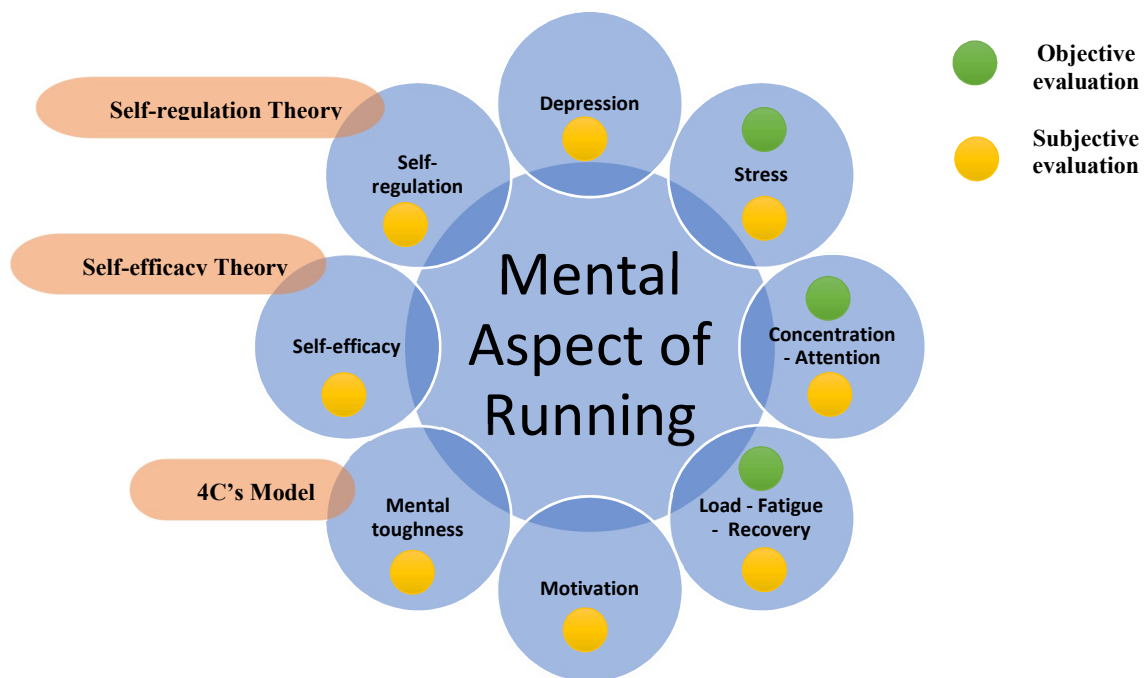 Self-regulation Theory
Self-efficacy Theory
4C's Model
Depression
Stress
Concentration
- Attention
Load - Fatigue
- Recovery
Motivation
Mental
toughness
Self-efficacy
Self-
regulation
Mental
Aspect of
Running
Objective
evaluation
Subjective
evaluation